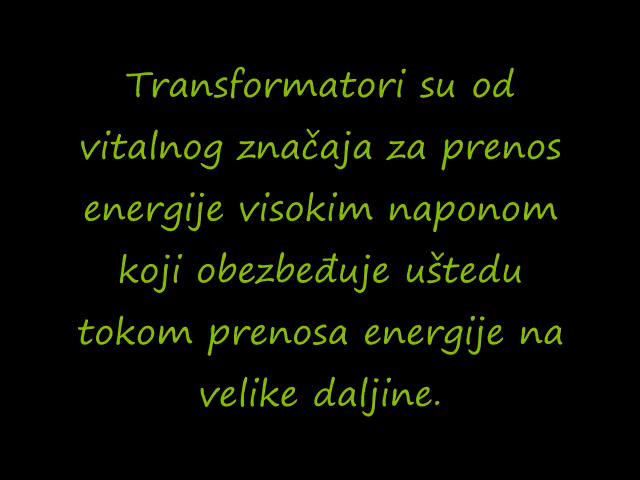 Transformatori su od
vitalnog značaja za prenos
energije visokim naponom
koji obezbeđuje uštedu
tokom prenosa energije na
velike daljine.